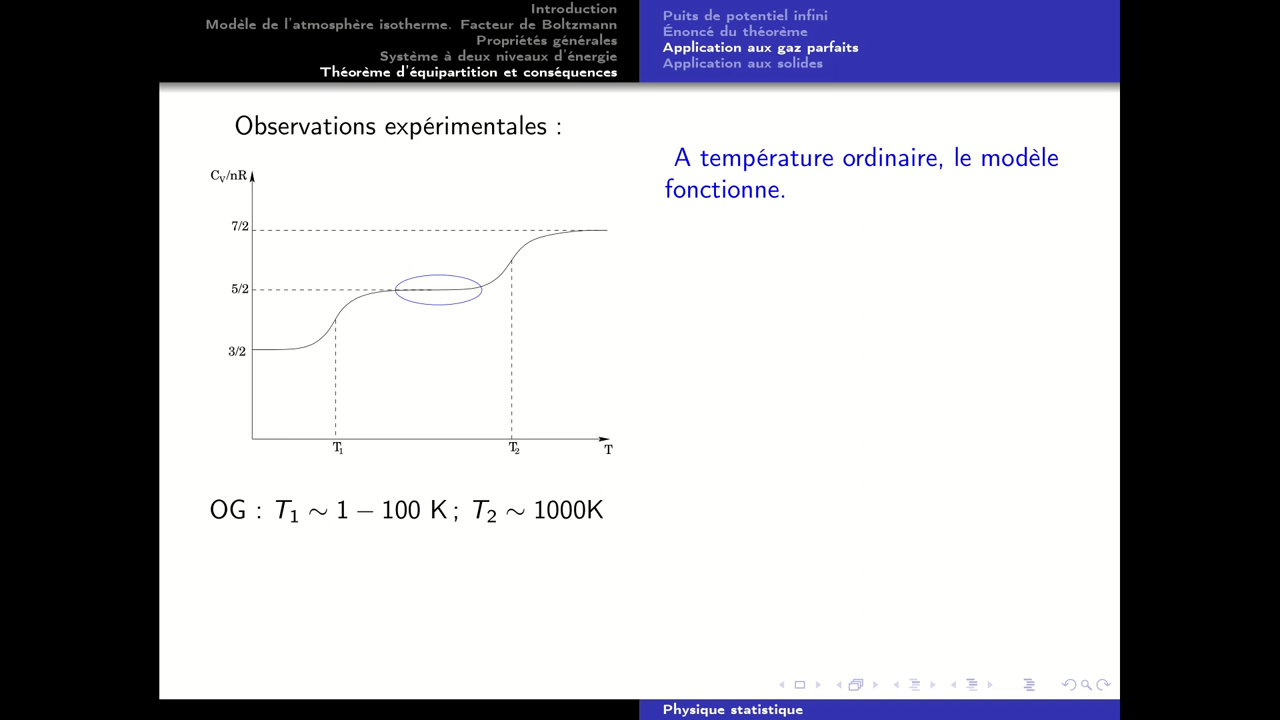 Introduction
Modèle de l'atmosphère isotherme. Facteur de Boltzmann
Propriétés générales
Système à deux niveaux d'énergie
Théorème d'équipartition et conséquences
Puits de potentiel infini
Énoncé du théorème
Application aux gaz parfaits
Application aux solides
Observations expérimentales :
C_V/nR
7/2
5/2
3/2
T_1
T_2
T
OG : T_1 ∼ 1 − 100 K ; T_2 ∼ 1000K
A température ordinaire, le modèle
fonctionne.
Physique statistique